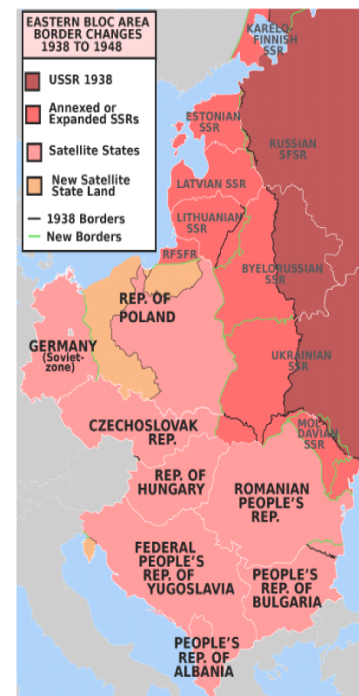 EASTERN BLOC AREA
BORDER CHANGES
1938 TO 1948
USSR 1938
Annexed or
Expanded SSRs
Satellite States
New Satellite
State Land
1938 Borders
New Borders
KARELO-
FINNISH
SSR
ESTONIAN
SSR
RUSSIAN
SFSR
LATVIAN SSR
LITHUANIAN
SSR
RFSFR
BYELORUSSIAN
SSR
REP. OF
POLAND
GERMANY
(Soviet-
zone)
UKRAINIAN
SSR
CZECHOSLOVAK
REP.
MOL-
DAVIAN
SSR
REP. OF
HUNGARY
ROMANIAN
PEOPLE'S
REP.
FEDERAL
PEOPLE'S
REP. OF
YUGOSLAVIA
PEOPLE'S
REP. OF
BULGARIA
PEOPLE'S
REP. OF
ALBANIA